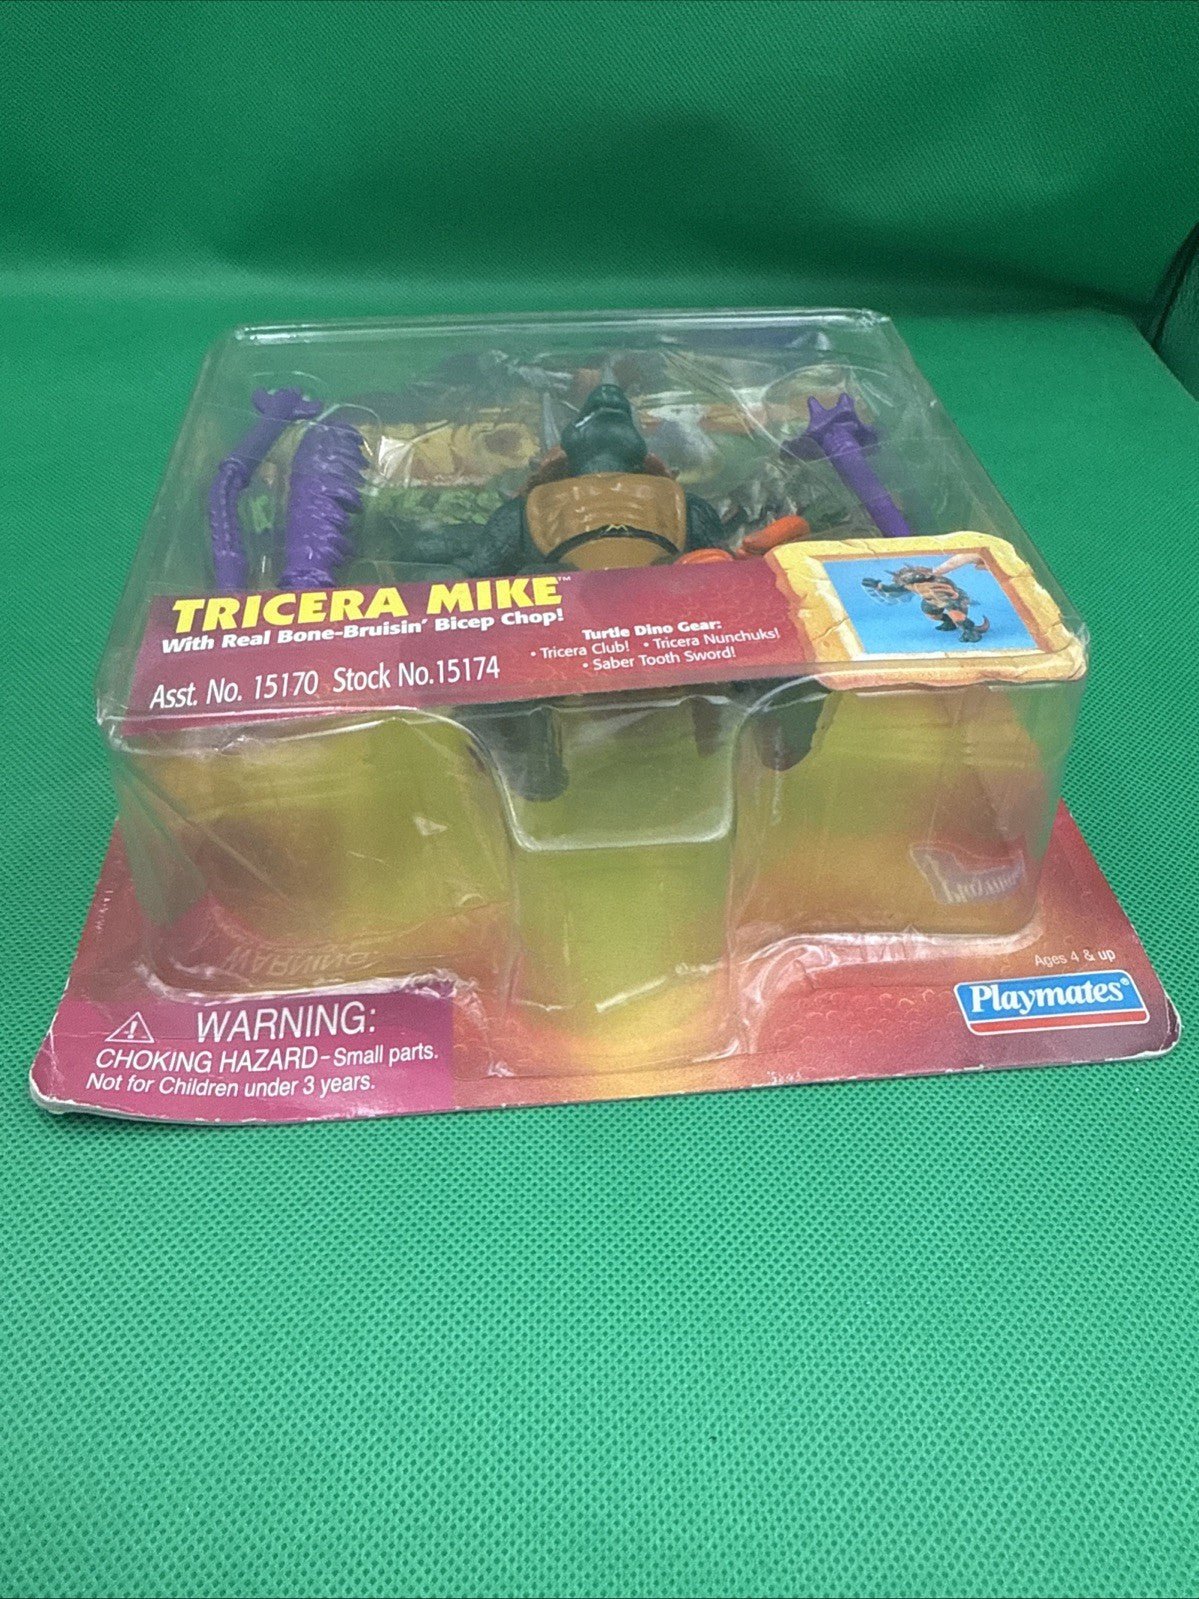 TRICERA MIKE™
With Real Bone-Bruisin' Bicep Chop!
Asst. No. 15170 Stock No.15174
Turtle Dino Gear:
• Tricera Club! • Tricera Nunchuks!
• Saber Tooth Sword!
Ages 4 & up
Playmates®
WARNING:
CHOKING HAZARD-Small parts.
Not for Children under 3 years.